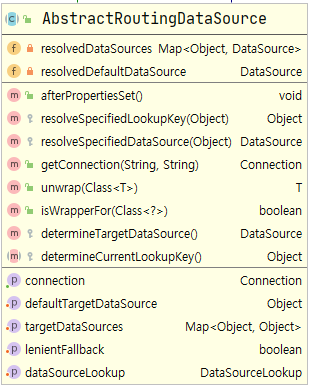 AbstractRoutingDataSource
resolvedDataSources Map<Object, DataSource>
resolvedDefaultDataSource DataSource
afterPropertiesSet() void
resolveSpecifiedLookupKey(Object) Object
resolveSpecifiedDataSource(Object) DataSource
getConnection(String, String) Connection
unwrap(Class<T>) T
isWrapperFor(Class<?>) boolean
determineTargetDataSource() DataSource
determineCurrentLookupKey() Object
connection Connection
defaultTargetDataSource Object
targetDataSources Map<Object, Object>
lenientFallback boolean
dataSourceLookup DataSourceLookup